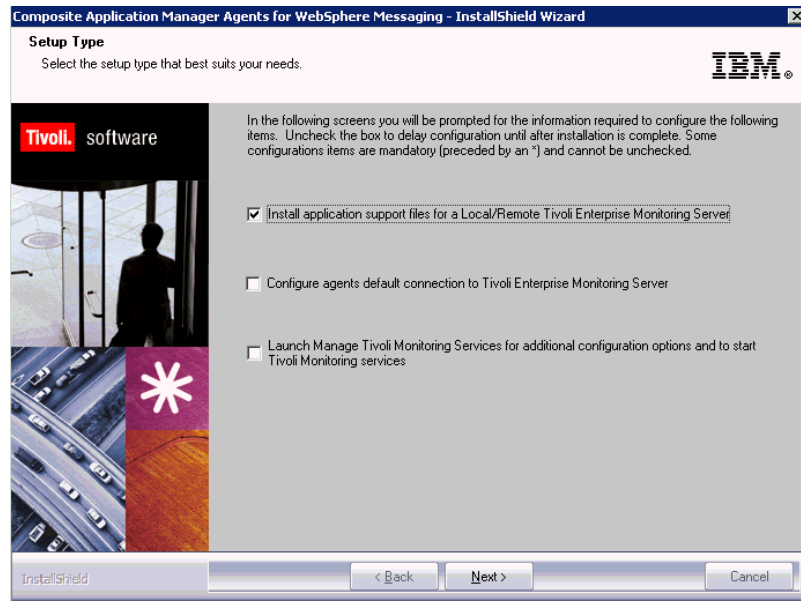 Composite Application Manager Agents for WebSphere Messaging - InstallShield Wizard
Setup Type
Select the setup type that best suits your needs.
IBM®
Tivoli. software
In the following screens you will be prompted for the information required to configure the following
items. Uncheck the box to delay configuration until after installation is complete. Some
configurations items are mandatory (preceded by an *) and cannot be unchecked.
Install application support files for a Local/Remote Tivoli Enterprise Monitoring Server
Configure agents default connection to Tivoli Enterprise Monitoring Server
Launch Manage Tivoli Monitoring Services for additional configuration options and to start
Tivoli Monitoring services
InstallShield
< Back
Next >
Cancel